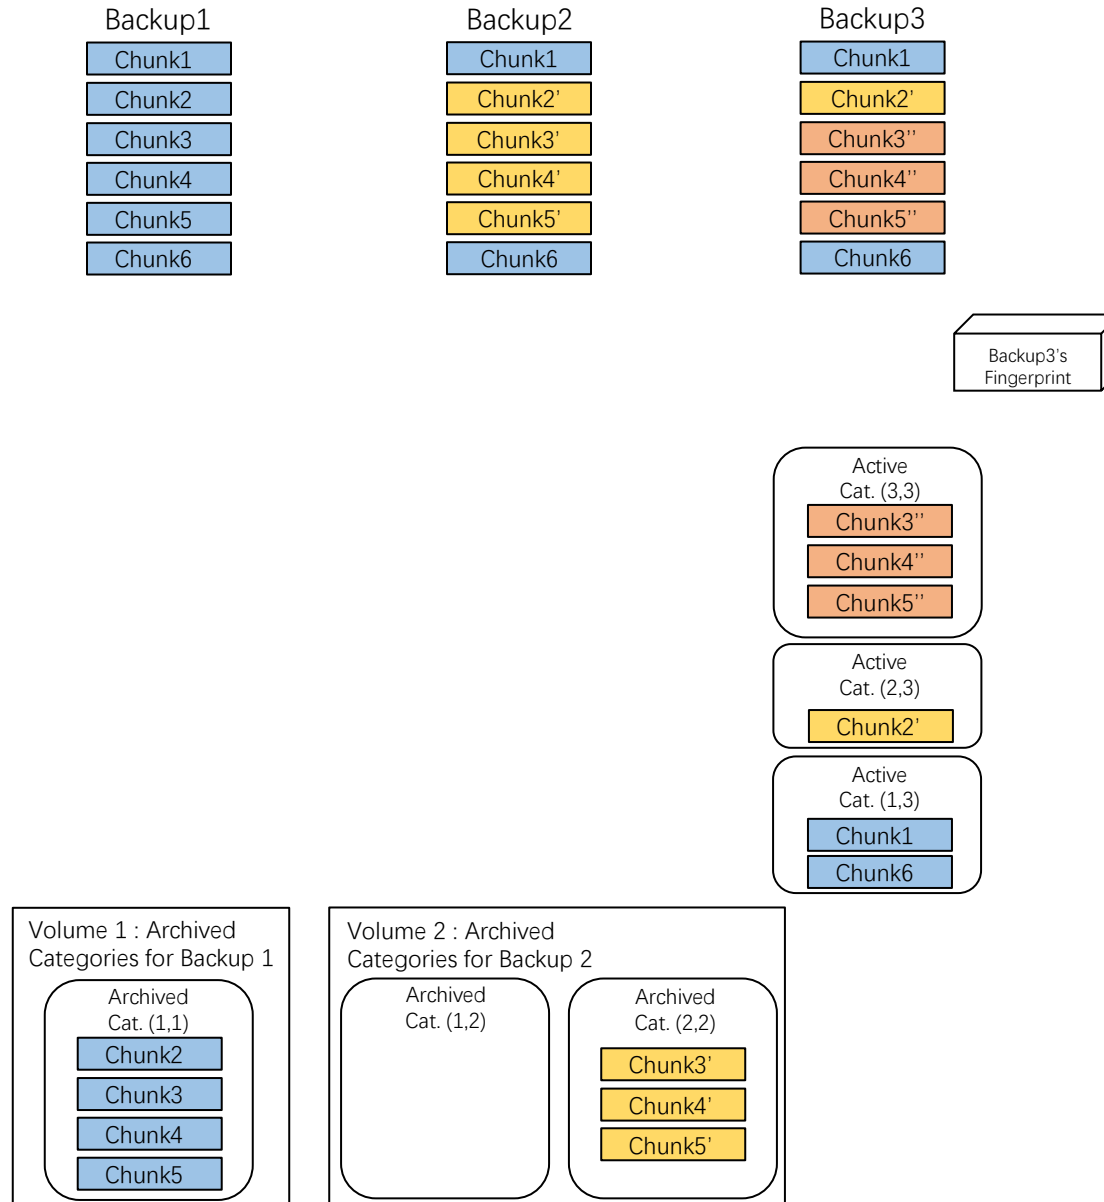 Backup1
Chunk1
Chunk2
Chunk3
Chunk4
Chunk5
Chunk6
Backup2
Chunk1
Chunk2'
Chunk3'
Chunk4'
Chunk5'
Chunk6
Backup3
Chunk1
Chunk2'
Chunk3''
Chunk4''
Chunk5''
Chunk6
Backup3's
Fingerprint
Active
Cat. (3,3)
Chunk3''
Chunk4''
Chunk5''
Active
Cat. (2,3)
Chunk2'
Active
Cat. (1,3)
Chunk1
Chunk6
Volume 1 : Archived
Categories for Backup 1
Archived
Cat. (1,1)
Chunk2
Chunk3
Chunk4
Chunk5
Volume 2 : Archived
Categories for Backup 2
Archived
Cat. (1,2)
Archived
Cat. (2,2)
Chunk3'
Chunk4'
Chunk5'